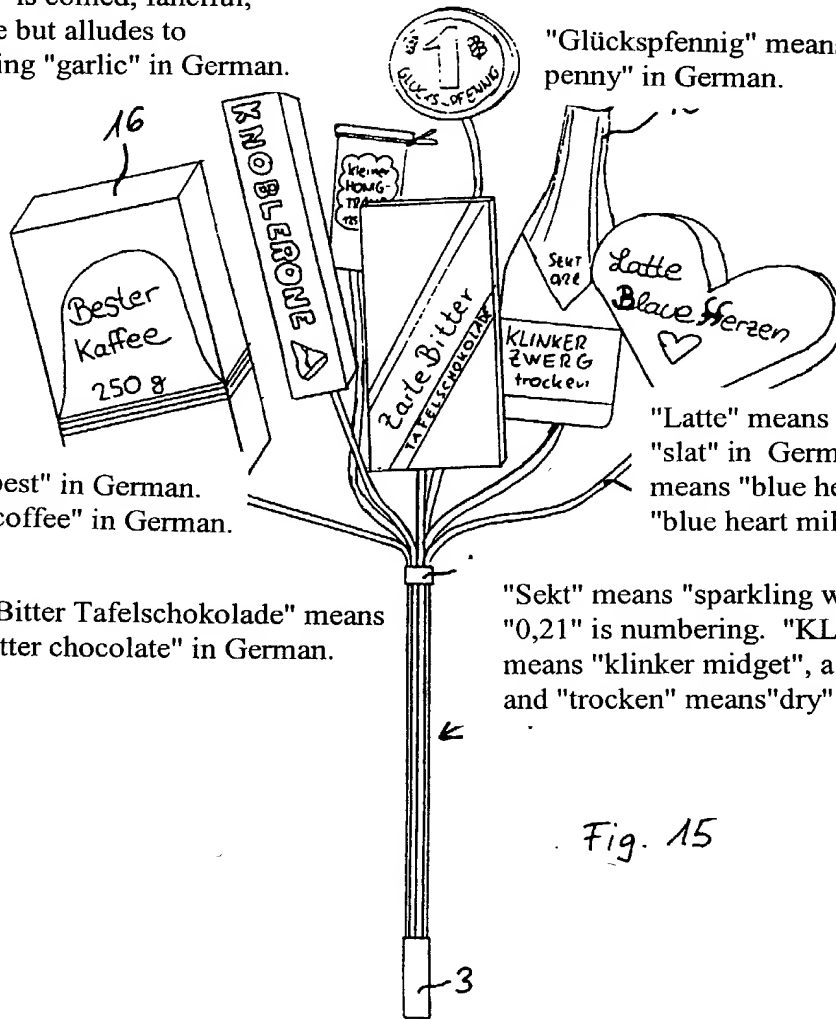 is coined, fanciful,
e but alludes to
ing "garlic" in German.
"Glückspfennig" means
penny" in German.
1
GLÜCKS-PFENNIG
16
KNOBLERONE
kleiner
HONIG-
Bester
Kaffee
250 g
Zarte Bitter
TAFELSCHOKOLADE
SEKT
KLINKER
ZWERG
trocken
Latte
Blaue Herzen
"Latte" means
"slat" in Germ
means "blue he
"blue heart mil
best" in German.
coffee" in German.
Bitter Tafelschokolade" means
tter chocolate" in German.
"Sekt" means "sparkling w
"0,21" is numbering. "KL
means "klinker midget", a
and "trocken" means"dry"
Fig. 15
3